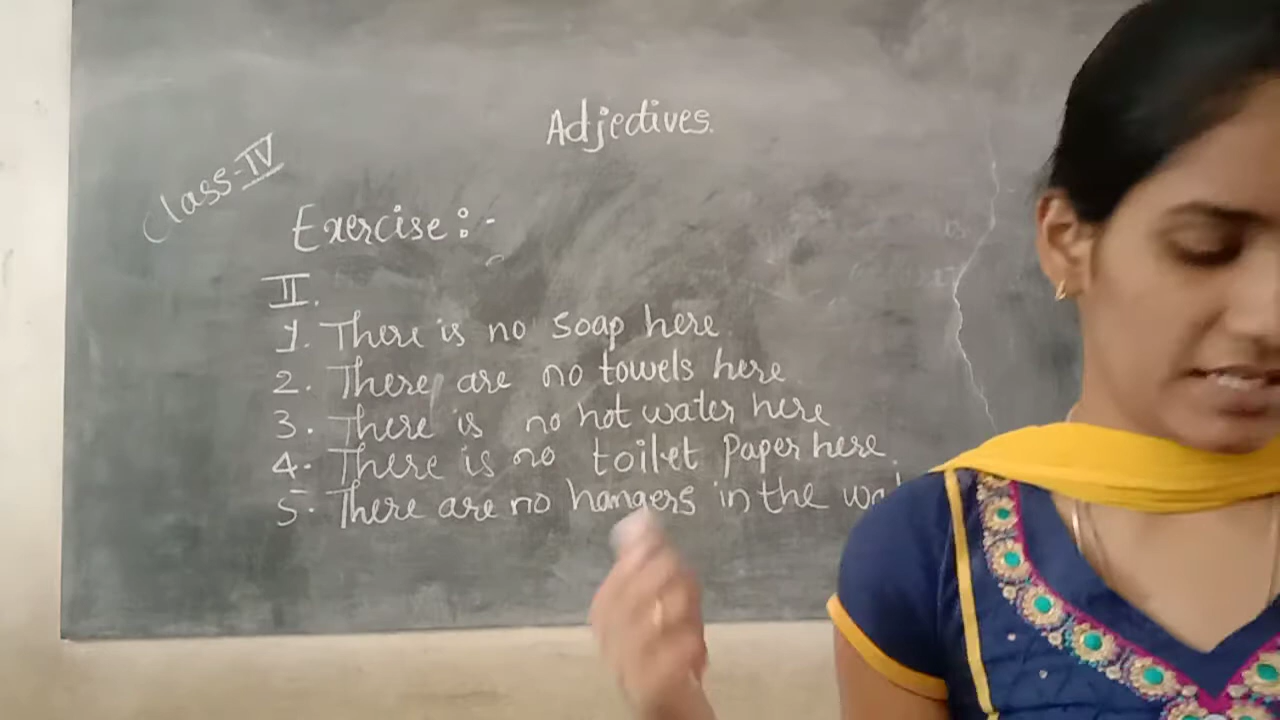 Adjectives.
Class-IV
Exercise:-
II.
1. There is no soap here.
2. There are no towels here
3. There is no hot water here
4. There is no toilet paper here.
5. There are no hangers in the